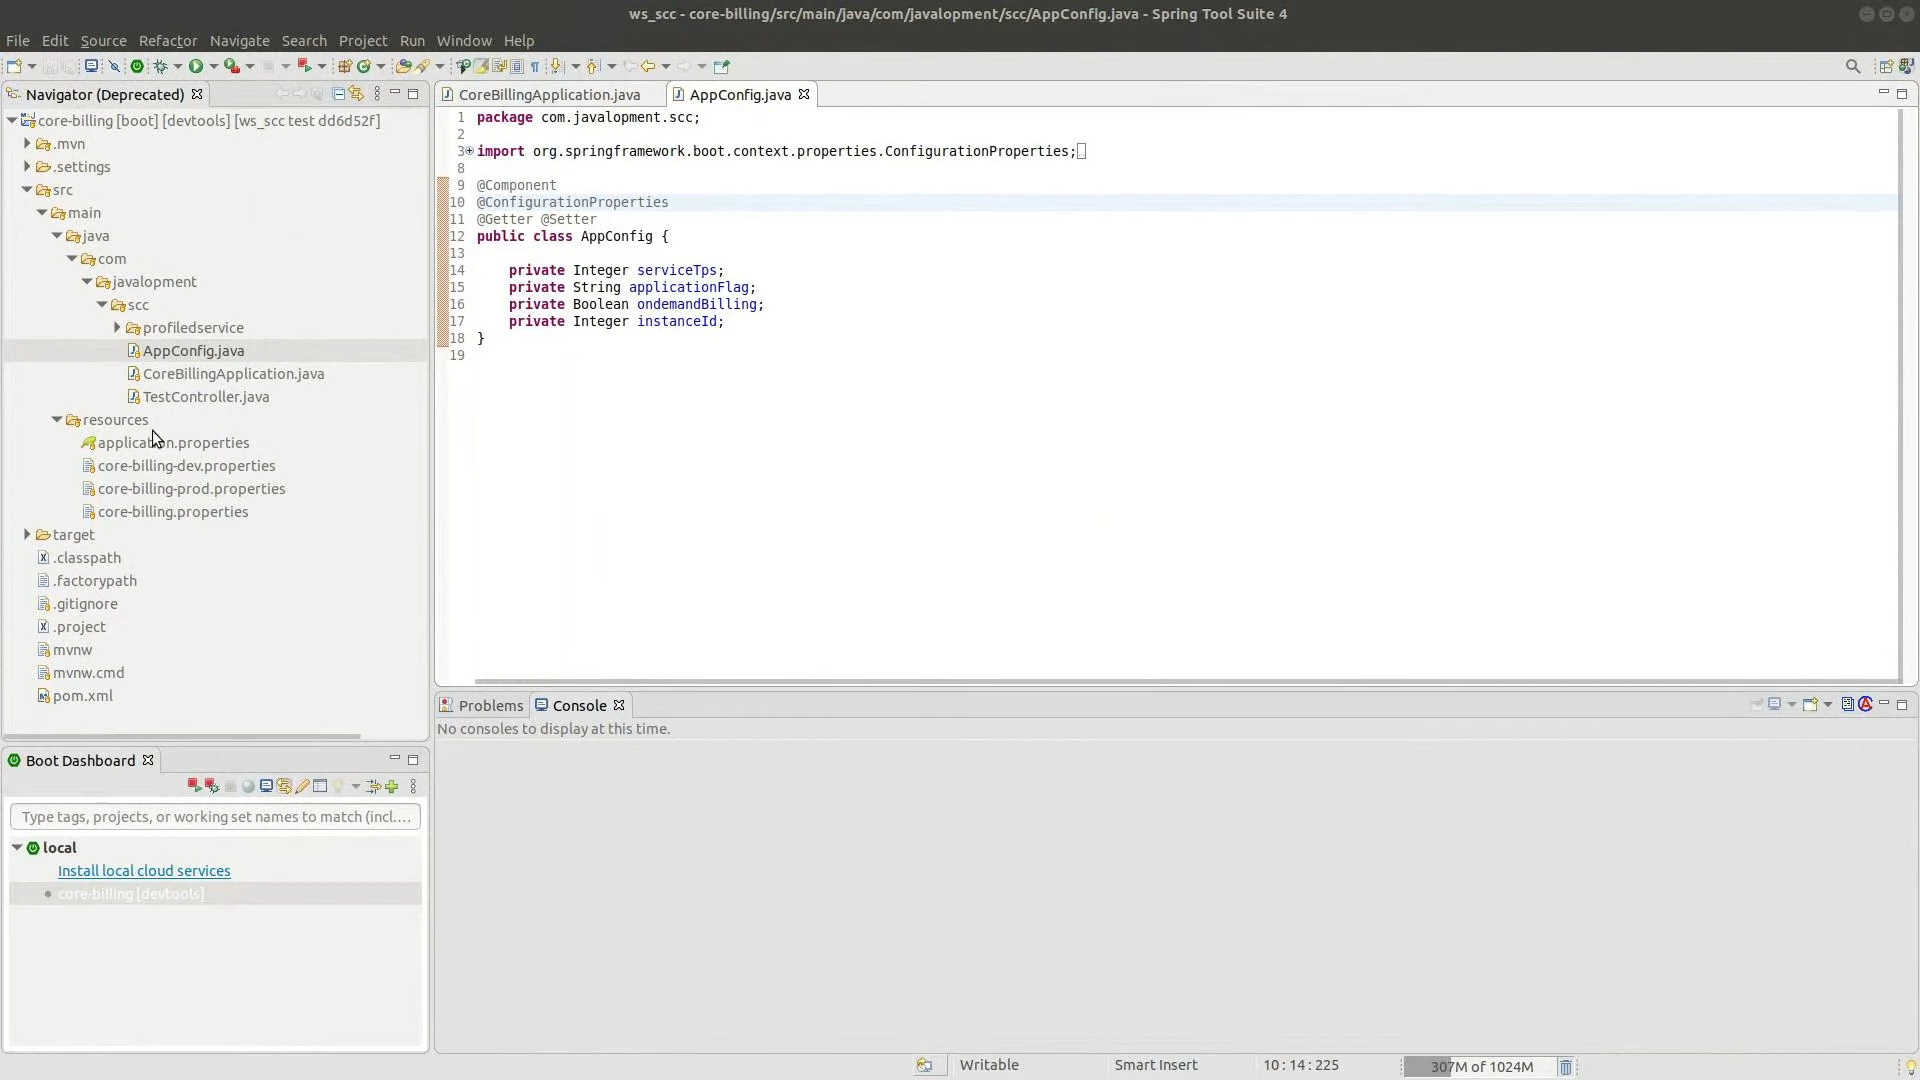 ws_scc - core-billing/src/main/java/com/javalopment/scc/AppConfig.java - Spring Tool Suite 4
File Edit Source Refactor Navigate Search Project Run Window Help
Navigator (Deprecated)
core-billing [boot] [devtools] [ws_scc test dd6d52f]
.mvn
.settings
src
main
java
com
javalopment
scc
profiledservice
AppConfig.java
CoreBillingApplication.java
TestController.java
resources
application.properties
core-billing-dev.properties
core-billing-prod.properties
core-billing.properties
target
.classpath
.factorypath
.gitignore
.project
mvnw
mvnw.cmd
pom.xml
CoreBillingApplication.java AppConfig.java
1 package com.javalopment.scc;
2
3 import org.springframework.boot.context.properties.ConfigurationProperties;
8
9 @Component
10 @ConfigurationProperties
11 @Getter @Setter
12 public class AppConfig {
13
14 private Integer serviceTps;
15 private String applicationFlag;
16 private Boolean ondemandBilling;
17 private Integer instanceId;
18 }
19
Problems Console
No consoles to display at this time.
Boot Dashboard
Type tags, projects, or working set names to match (incl....
local
Install local cloud services
core-billing [devtools]
Writable Smart Insert 10 : 14 : 225 307M of 1024M